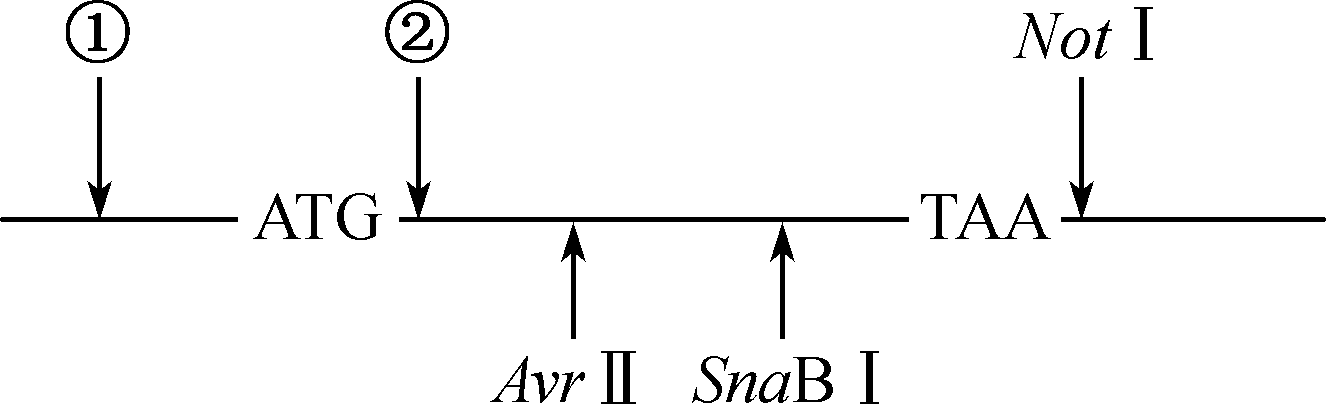 ① ② Not Ⅰ
ATG TAA
Avr Ⅱ SnaB Ⅰ